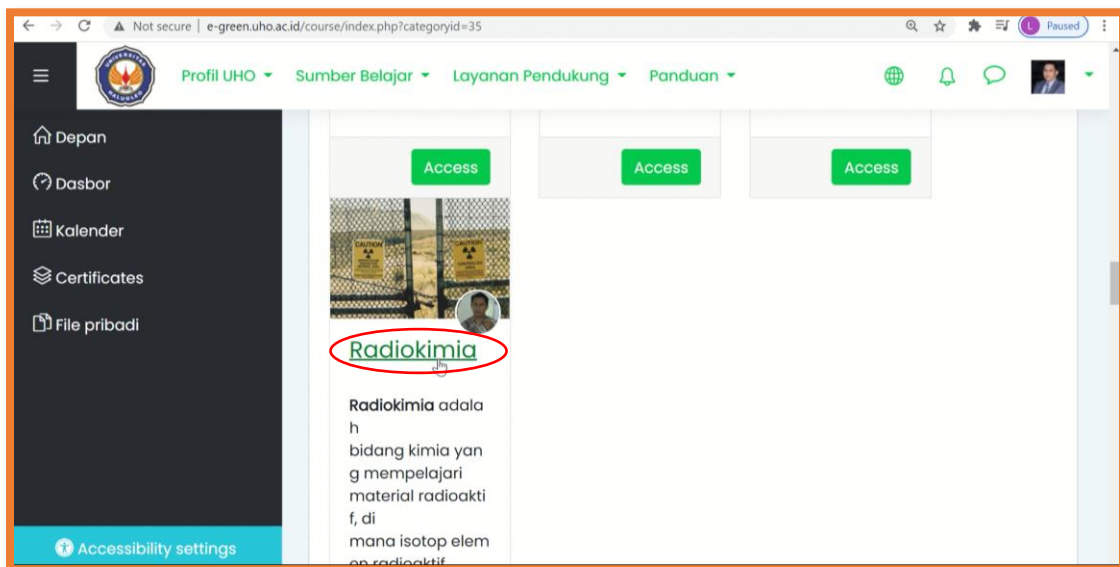 Not secure | e-green.uho.ac.id/course/index.php?categoryid=35
L Paused
Profil UHO Sumber Belajar Layanan Pendukung Panduan
Depan
Dasbor
Kalender
Certificates
File pribadi
Accessibility settings
Access Access Access
CAUTION CAUTION
Radiokimia
Radiokimia adala
h
bidang kimia yan
g mempelajari
material radioakti
f, di
mana isotop elem
en radioaktif